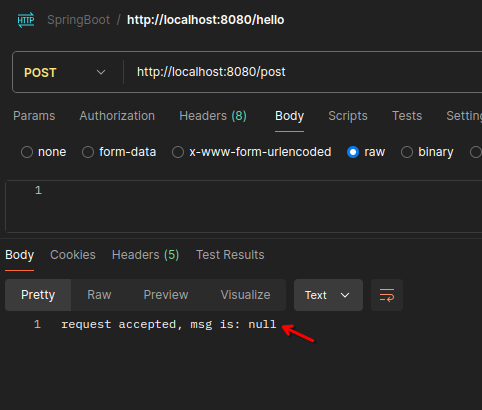 HTTP SpringBoot / http://localhost:8080/hello
POST http://localhost:8080/post
Params Authorization Headers (8) Body Scripts Tests Settin
none form-data x-www-form-urlencoded raw binary
1
Body Cookies Headers (5) Test Results
Pretty Raw Preview Visualize Text
1 request accepted, msg is: null